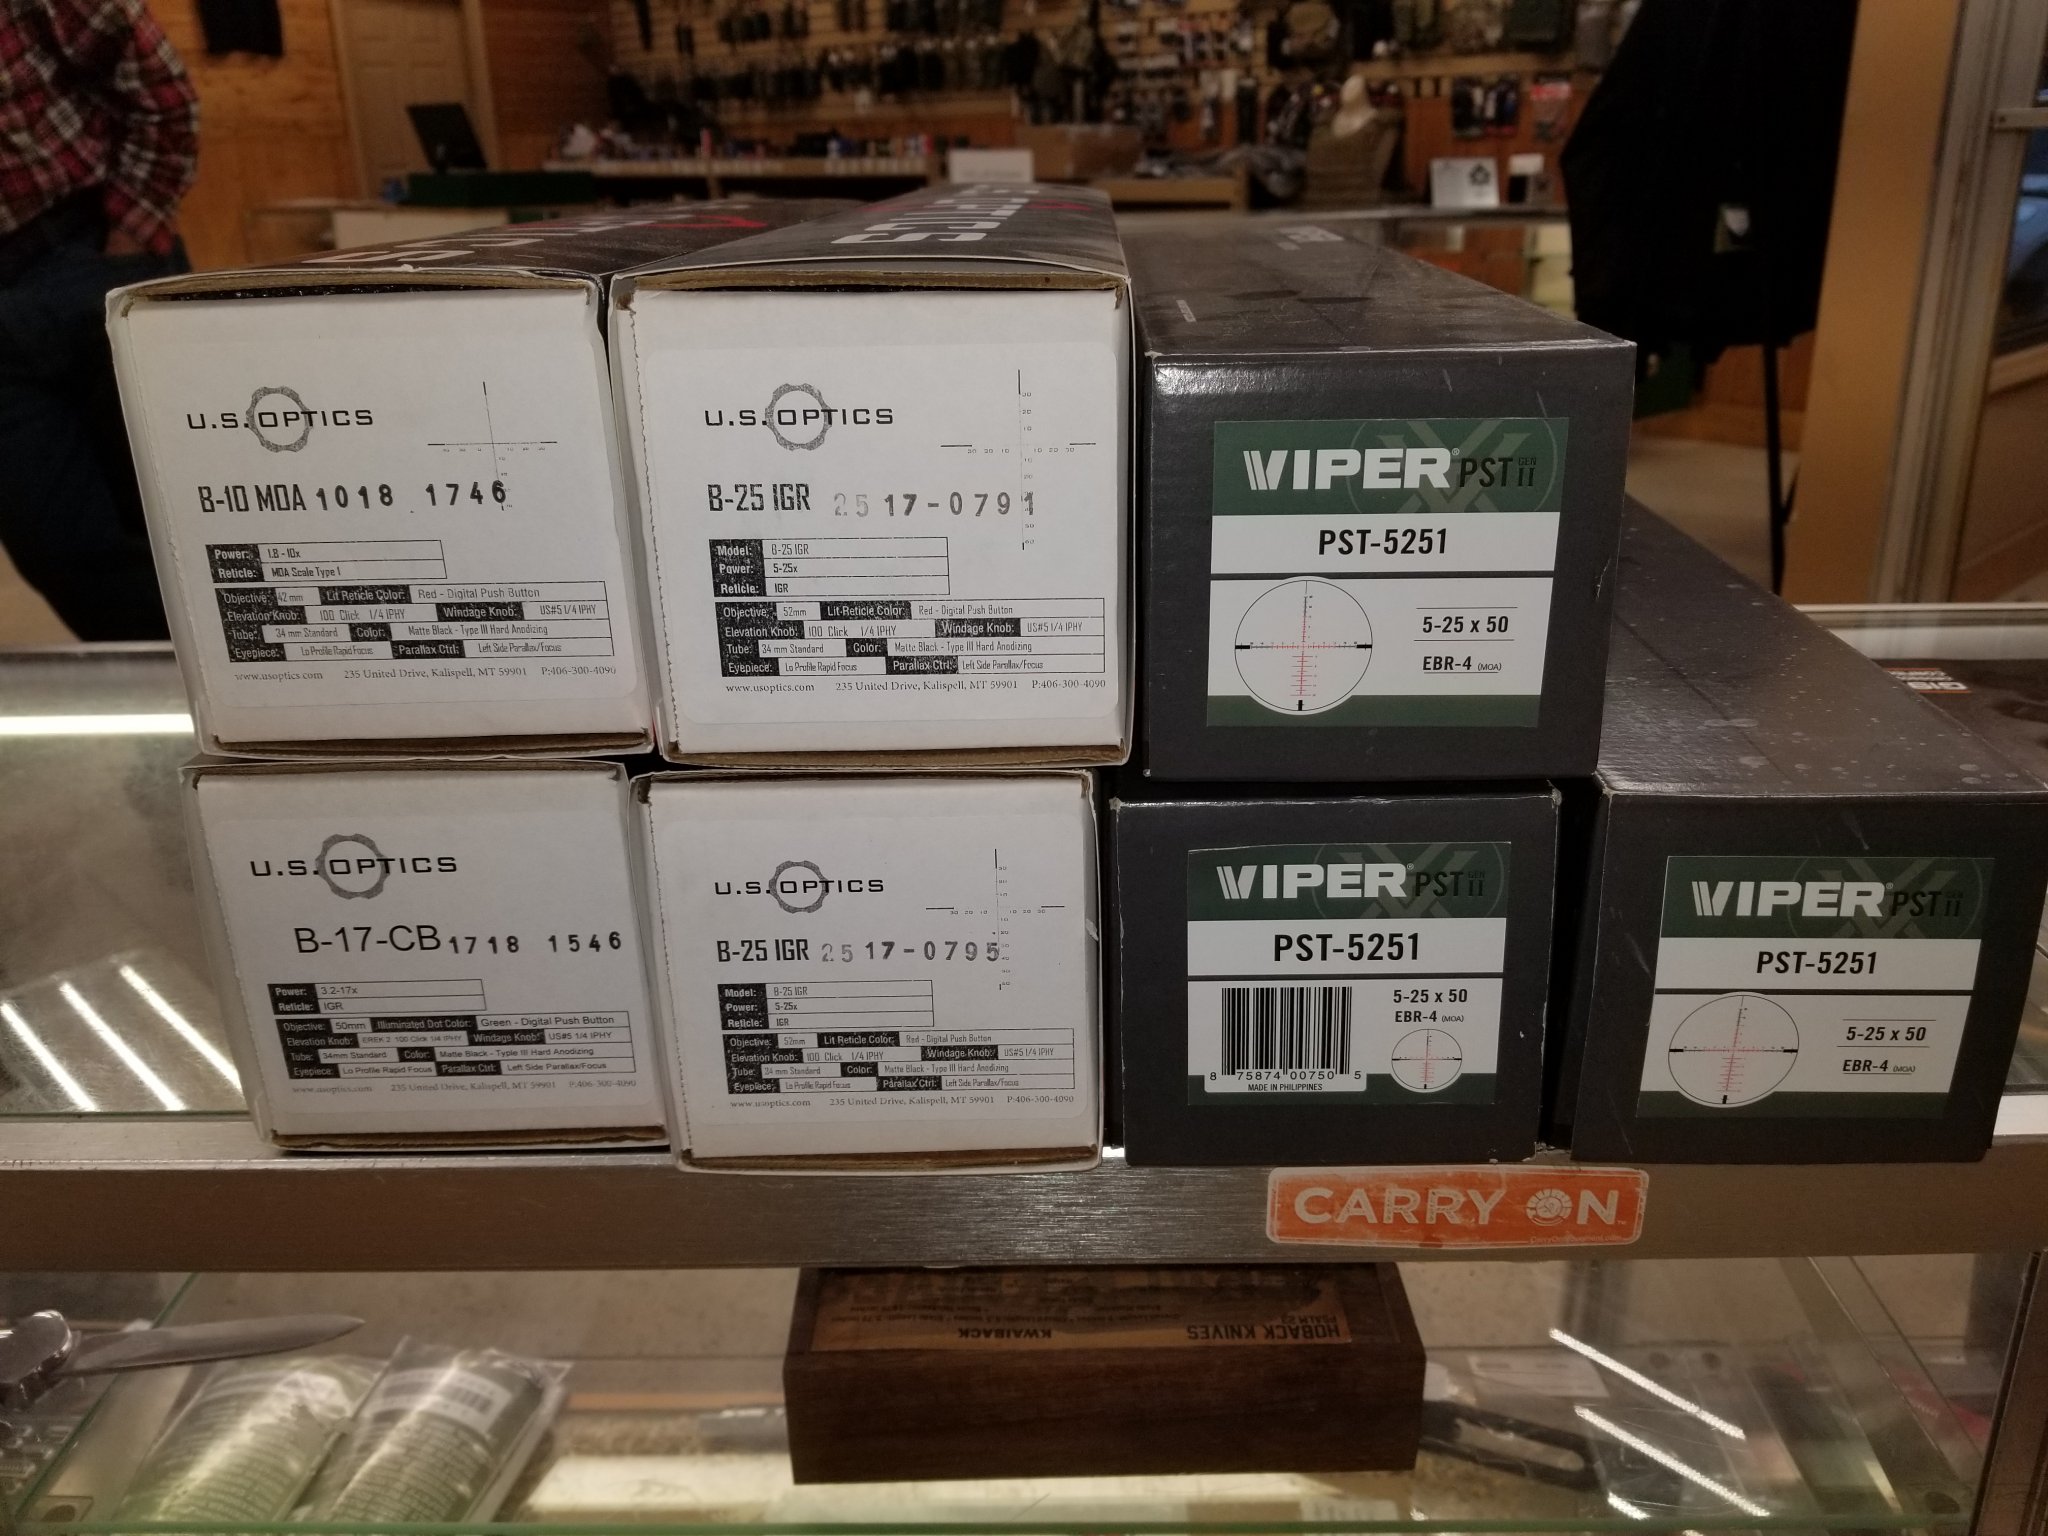 U.S. OPTICS
B-10 MOA 1018 1746
Power: 1.8 - 10x
Reticle: MOA Scale Type 1
Objective: 42 mm Lit Reticle Color: Red - Digital Push Button
Elevation Knob: 100 Click 1/4 IPHY Windage Knob: US#5 1/4 IPHY
Tube: 34 mm Standard Color: Matte Black - Type III Hard Anodizing
Eyepiece: Lo Profile Rapid Focus Parallax Ctrl: Left Side Parallax/Focus
www.usoptics.com 235 United Drive, Kalispell, MT 59901 P:406-300-4090
U.S. OPTICS
B-25 IGR 25 17-0791
Model: B-25 IGR
Power: 5-25x
Reticle: IGR
Objective: 52mm Lit Reticle Color: Red - Digital Push Button
Elevation Knob: 100 Click 1/4 IPHY Windage Knob: US#5 1/4 IPHY
Tube: 34 mm Standard Color: Matte Black - Type III Hard Anodizing
Eyepiece: Lo Profile Rapid Focus Parallax Ctrl: Left Side Parallax/Focus
www.usoptics.com 235 United Drive, Kalispell, MT 59901 P:406-300-4090
VIPER® PST GEN II
PST-5251
5-25 x 50
EBR-4 (MOA)
U.S. OPTICS
B-17-CB 1718 1546
Power: 3.2-17x
Reticle: IGR
Objective: 50mm Illuminated Dot Color: Green - Digital Push Button
Elevation Knob: EREK 2 100 Click 1/4 IPHY Windage Knob: US#5 1/4 IPHY
Tube: 34mm Standard Color: Matte Black - Type III Hard Anodizing
Eyepiece: Lo Profile Rapid Focus Parallax Ctrl: Left Side Parallax/Focus
www.usoptics.com 235 United Drive, Kalispell, MT 59901 P:406-300-4090
U.S. OPTICS
B-25 IGR 25 17-0795
Model: B-25 IGR
Power: 5-25x
Reticle: IGR
Objective: 52mm Lit Reticle Color: Red - Digital Push Button
Elevation Knob: 100 Click 1/4 IPHY Windage Knob: US#5 1/4 IPHY
Tube: 34 mm Standard Color: Matte Black - Type III Hard Anodizing
Eyepiece: Lo Profile Rapid Focus Parallax Ctrl: Left Side Parallax/Focus
www.usoptics.com 235 United Drive, Kalispell, MT 59901 P:406-300-4090
VIPER® PST GEN II
PST-5251
5-25 x 50
EBR-4 (MOA)
8 75874 00750 5
MADE IN PHILIPPINES
VIPER® PST GEN II
PST-5251
5-25 x 50
EBR-4 (MOA)
CARRY ON
HOBACK KNIVES
PSALM 23
KWAIBACK